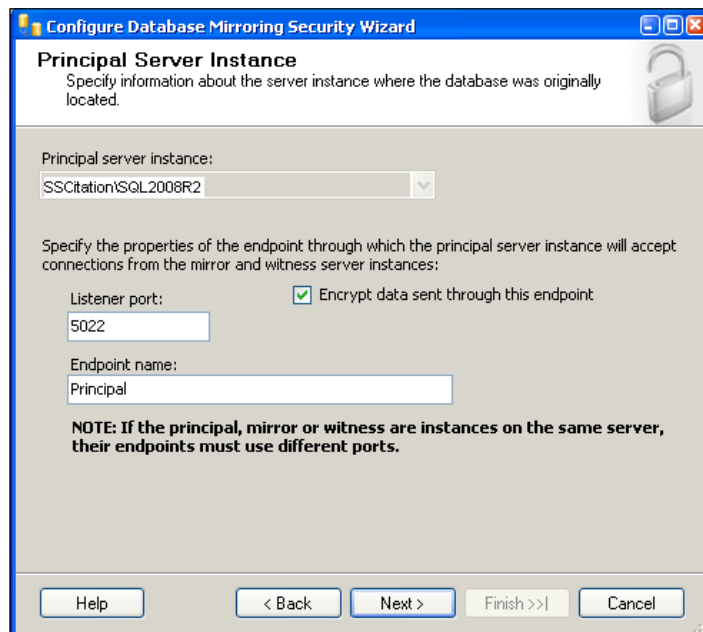 Configure Database Mirroring Security Wizard
Principal Server Instance
Specify information about the server instance where the database was originally
located.
Principal server instance:
SSCitation\SQL2008R2
Specify the properties of the endpoint through which the principal server instance will accept
connections from the mirror and witness server instances:
Listener port:
Encrypt data sent through this endpoint
5022
Endpoint name:
Principal
NOTE: If the principal, mirror or witness are instances on the same server,
their endpoints must use different ports.
Help
< Back
Next >
Finish >>|
Cancel